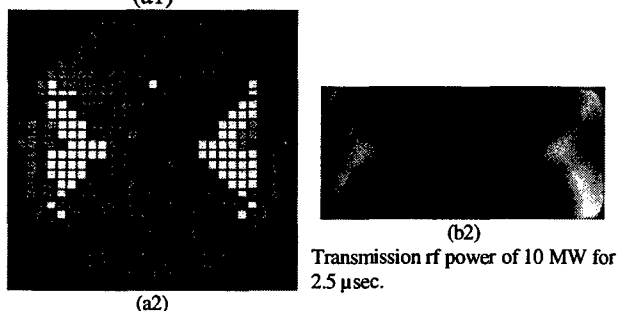 (a1)
(b2)
Transmission rf power of 10 MW for
2.5 μsec.
(a2)